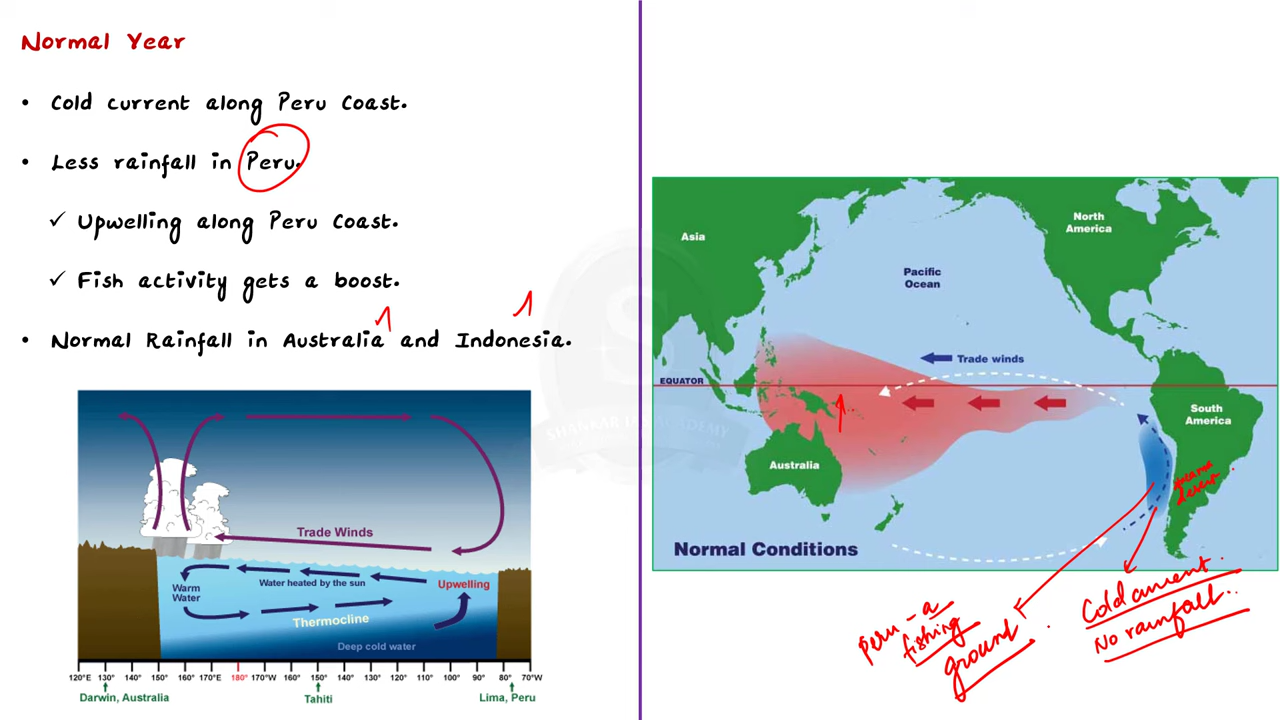 Normal Year
• Cold current along Peru Coast.
• Less rainfall in Peru.
✓ Upwelling along Peru Coast.
✓ Fish activity gets a boost.
• Normal Rainfall in Australia and Indonesia.
Trade Winds
Water heated by the sun
Upwelling
Warm
Water
Thermocline
Deep cold water
120°E 130° 140° 150° 160° 170° 180° 170°W 160° 150° 140° 130° 120° 110° 100° 90° 80° 70°W
Darwin, Australia
Tahiti
Lima, Peru
SHANKAR IAS ACADEMY
Asia
North
America
Pacific
Ocean
Trade winds
EQUATOR
South
America
Australia
desert
Normal Conditions
Peru - a
fishing
ground
Cold current
No rainfall